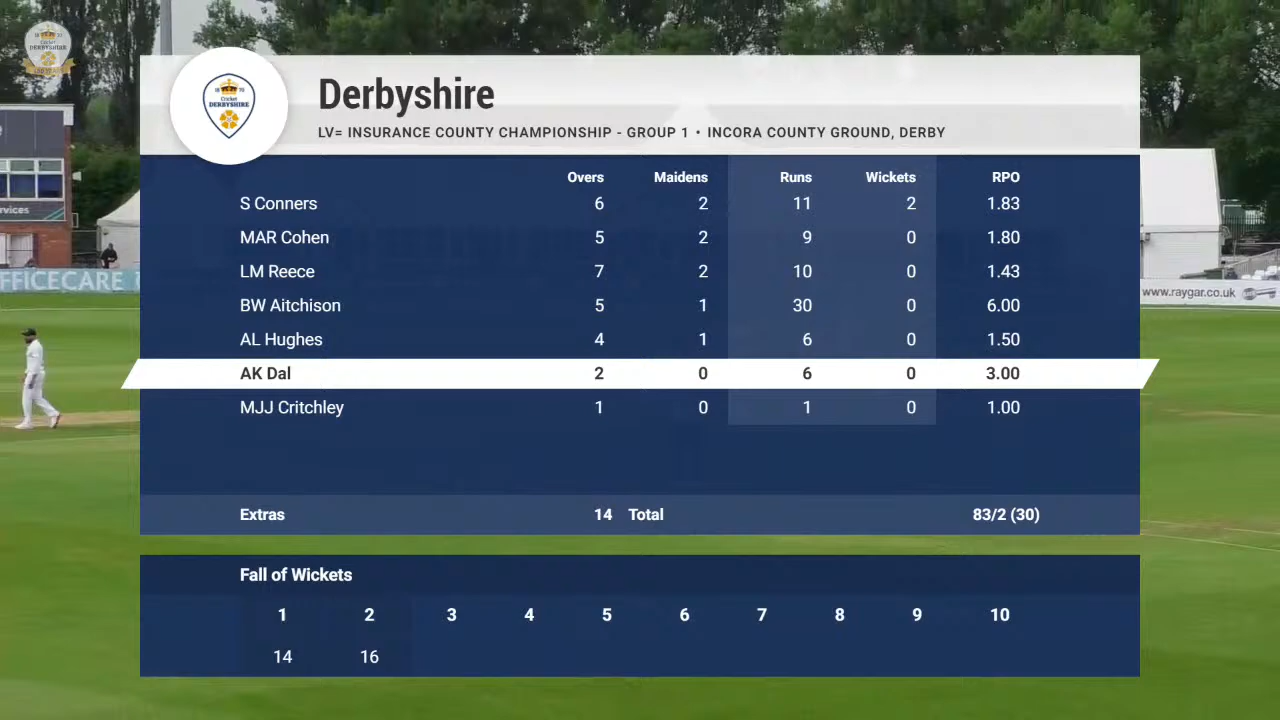 18 70
Cricket
DERBYSHIRE
Derbyshire
LV= INSURANCE COUNTY CHAMPIONSHIP - GROUP 1 • INCORA COUNTY GROUND, DERBY
Overs Maidens Runs Wickets RPO
S Conners 6 2 11 2 1.83
MAR Cohen 5 2 9 0 1.80
LM Reece 7 2 10 0 1.43
BW Aitchison 5 1 30 0 6.00
AL Hughes 4 1 6 0 1.50
AK Dal 2 0 6 0 3.00
MJJ Critchley 1 0 1 0 1.00
Extras 14 Total 83/2 (30)
Fall of Wickets
1 2 3 4 5 6 7 8 9 10
14 16
rvices
FFICECARE
www.raygar.co.uk